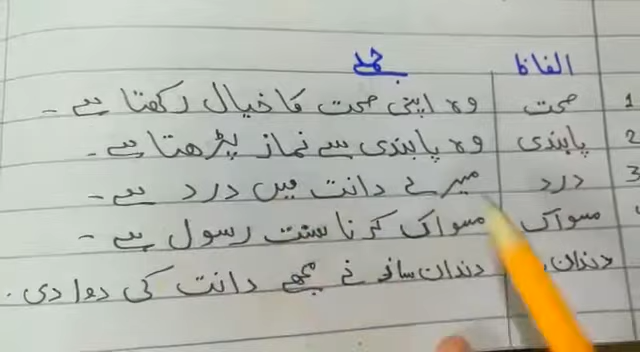 الفاظ جملے
1 صحت وہ اپنی صحت کا خیال رکھتا ہے۔
2 پابندی وہ پابندی سے نماز پڑھتا ہے۔
3 درد میرے دانت میں درد ہے۔
مسواک مسواک کرنا سنت رسول ہے۔
دندان دندان ساز نے مجھے دانت کی دوا دی۔